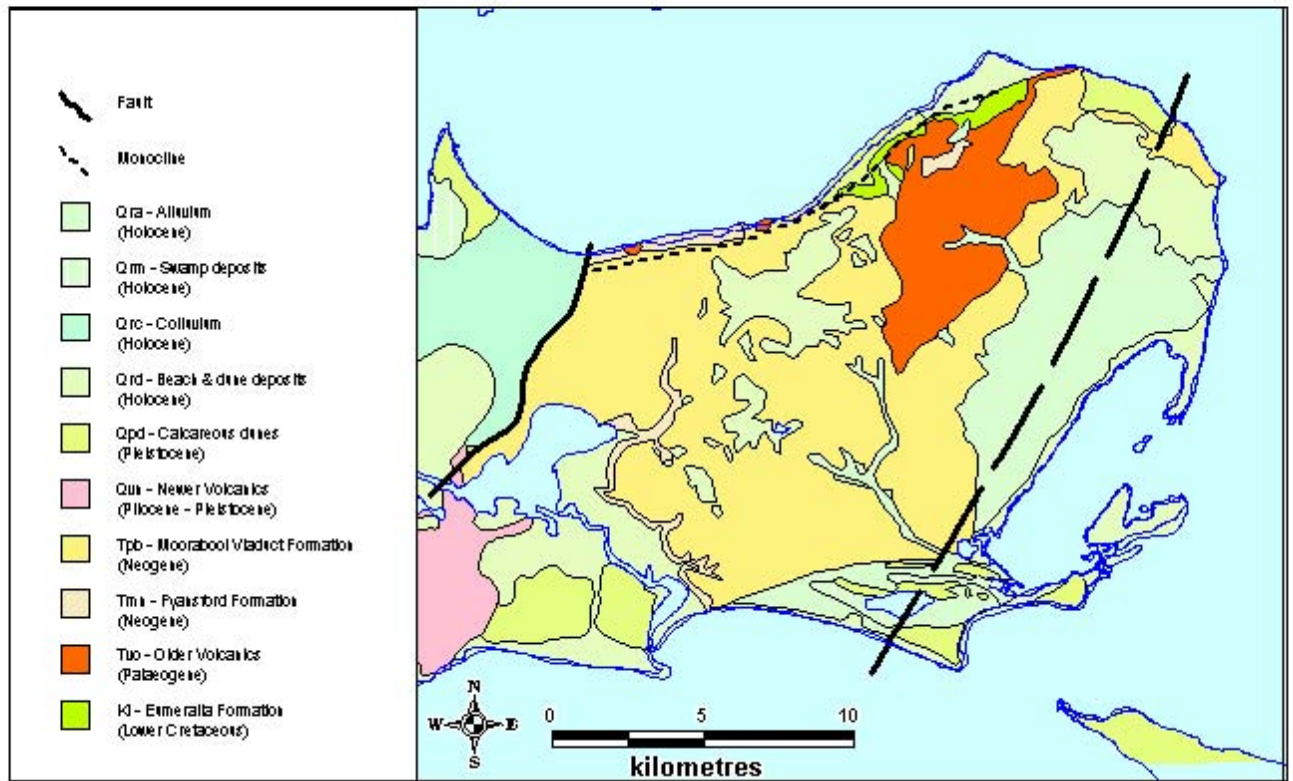 Fault
Monocline
Qra - Alluvium
(Holocene)
Qrm - Swamp deposits
(Holocene)
Qrc - Colluvium
(Holocene)
Qrd - Beach & dune deposits
(Holocene)
Qpd - Calcareous dunes
(Pleistocene)
Qvn - Newer Volcanics
(Pliocene - Pleistocene)
Tpb - Moorabool Viaduct Formation
(Neogene)
Tmn - Fyansford Formation
(Neogene)
Tvo - Older Volcanics
(Palaeogene)
Kl - Eumeralla Formation
(Lower Cretaceous)
N
W E
S
0 5 10
kilometres